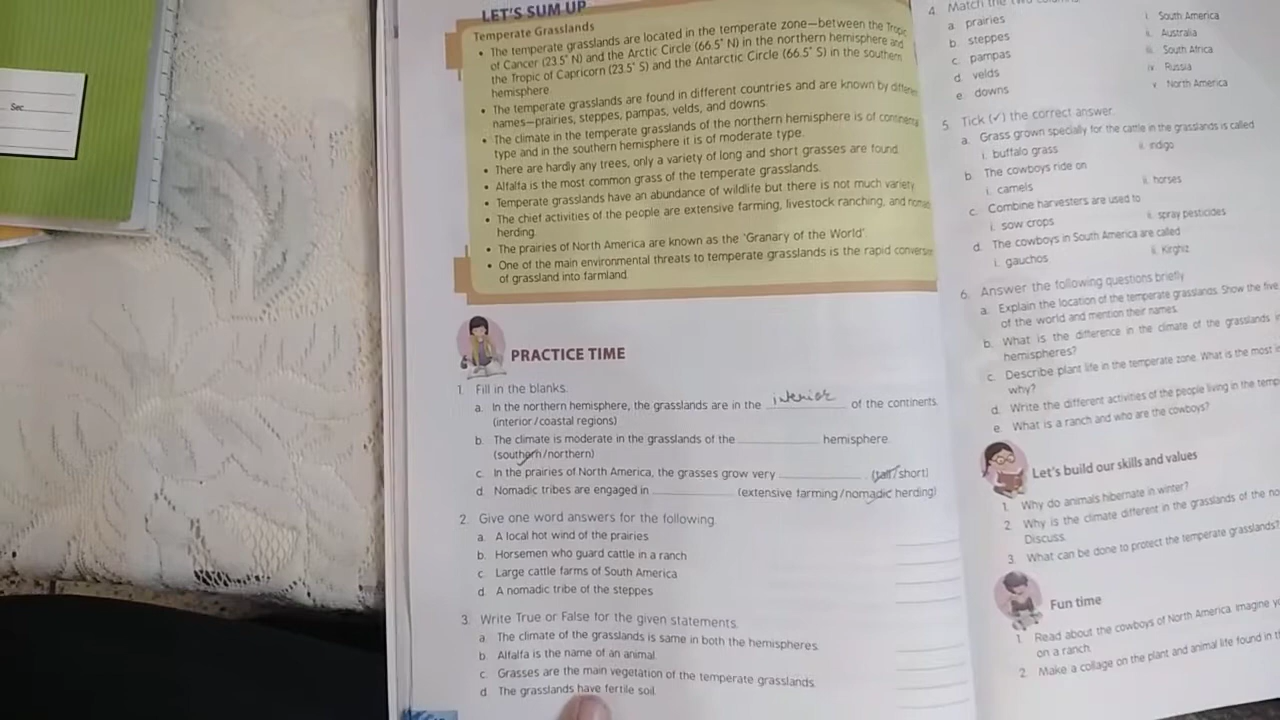 Sec
LET'S SUM UP
Temperate Grasslands
• The temperate grasslands are located in the temperate zone—between the Tropic
of Cancer (23.5° N) and the Arctic Circle (66.5° N) in the northern hemisphere and
the Tropic of Capricorn (23.5° S) and the Antarctic Circle (66.5° S) in the southern
hemisphere.
• The temperate grasslands are found in different countries and are known by
names—prairies, steppes, pampas, velds, and downs.
• The climate in the temperate grasslands of the northern hemisphere is of
type and in the southern hemisphere it is of moderate type.
• There are hardly any trees, only a variety of long and short grasses are found.
• Alfalfa is the most common grass of the temperate grasslands.
• Temperate grasslands have an abundance of wildlife but there is not much variety
• The chief activities of the people are extensive farming, livestock ranching, and
herding.
• The prairies of North America are known as the 'Granary of the World'
• One of the main environmental threats to temperate grasslands is the rapid
of grassland into farmland
PRACTICE TIME
1. Fill in the blanks.
a. In the northern hemisphere, the grasslands are in the interior of the continents.
(interior/coastal regions)
b. The climate is moderate in the grasslands of the ____ hemisphere.
(southern/northern)
c. In the prairies of North America, the grasses grow very ____. (tall/short)
d. Nomadic tribes are engaged in ____ (extensive farming/nomadic herding)
2. Give one word answers for the following.
a. A local hot wind of the prairies
b. Horsemen who guard cattle in a ranch
c. Large cattle farms of South America
d. A nomadic tribe of the steppes
3. Write True or False for the given statements.
a. The climate of the grasslands is same in both the hemispheres.
b. Alfalfa is the name of an animal.
c. Grasses are the main vegetation of the temperate grasslands.
d. The grasslands have fertile soil.
4. Match the two
a. prairies i. South America
b. steppes ii. Australia
c. pampas iii. South Africa
d. velds iv. Russia
e. downs v. North America
5. Tick (✓) the correct answer.
a. Grass grown specially for the cattle in the grasslands is called
i. buffalo grass ii. indigo
b. The cowboys ride on
i. camels ii. horses
c. Combine harvesters are used to
i. sow crops ii. spray pesticides
d. The cowboys in South America are called
i. gauchos ii. Kirghiz
6. Answer the following questions briefly.
a. Explain the location of the temperate grasslands. Show the five
of the world and mention their names.
b. What is the difference in the climate of the grasslands
hemispheres?
c. Describe plant life in the temperate zone. What is the most
why?
d. Write the different activities of the people living in the
e. What is a ranch and who are the cowboys?
Let's build our skills and values
1. Why do animals hibernate in winter?
2. Why is the climate different in the grasslands of the
Discuss.
3. What can be done to protect the temperate grasslands?
Fun time
1. Read about the cowboys of North America. Imagine
on a ranch.
2. Make a collage on the plant and animal life found in